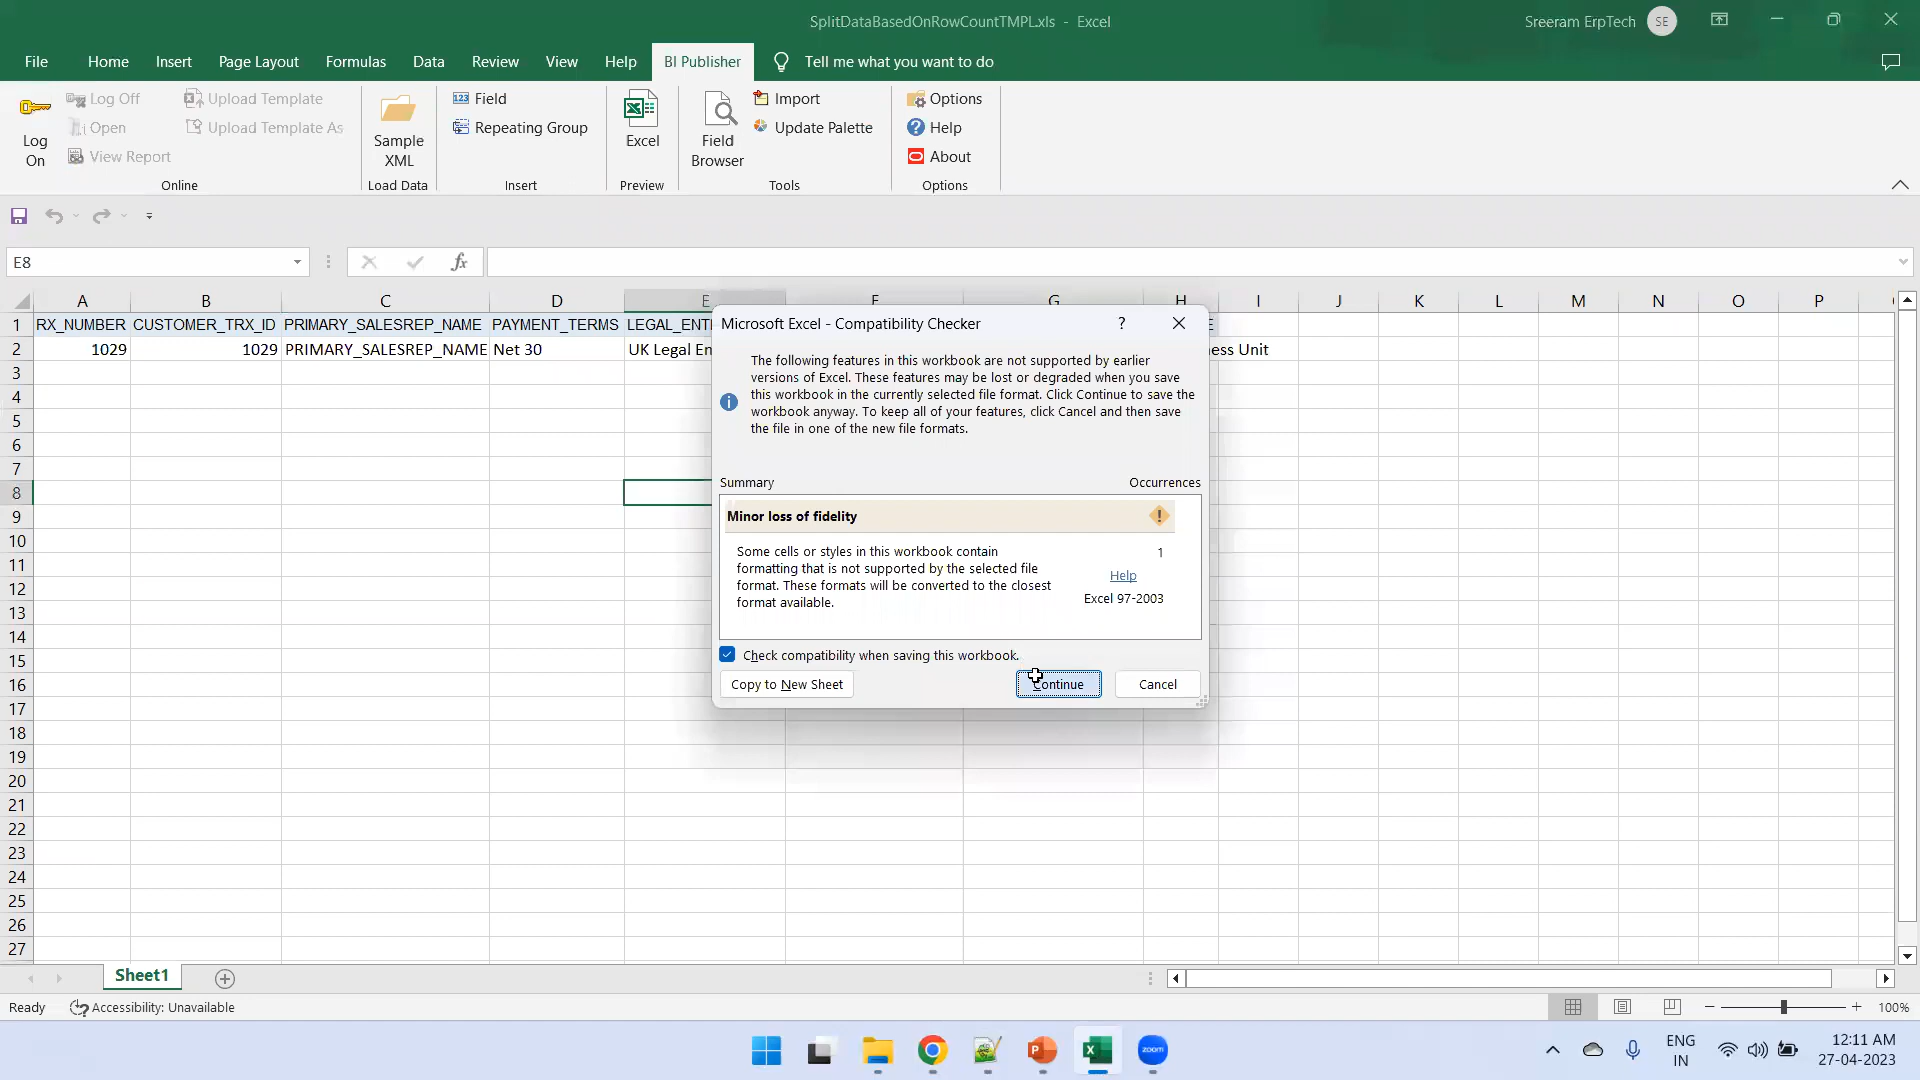 SplitDataBasedOnRowCountTMPL.xls - Excel
Sreeram ErpTech SE
File Home Insert Page Layout Formulas Data Review View Help BI Publisher Tell me what you want to do
Log On
Log Off
Open
View Report
Upload Template
Upload Template As
Online
Sample XML
Load Data
Field
Repeating Group
Insert
Excel
Preview
Field Browser
Import
Update Palette
Tools
Options
Help
About
Options
E8
fx
A B C D E F G H I J K L M N O P
1 RX_NUMBER CUSTOMER_TRX_ID PRIMARY_SALESREP_NAME PAYMENT_TERMS LEGAL_ENT
2 1029 1029 PRIMARY_SALESREP_NAME Net 30 UK Legal En ess Unit
3
4
5
6
7
8
9
10
11
12
13
14
15
16
17
18
19
20
21
22
23
24
25
26
27
Microsoft Excel - Compatibility Checker ?
The following features in this workbook are not supported by earlier
versions of Excel. These features may be lost or degraded when you save
this workbook in the currently selected file format. Click Continue to save the
workbook anyway. To keep all of your features, click Cancel and then save
the file in one of the new file formats.
Summary Occurrences
Minor loss of fidelity
Some cells or styles in this workbook contain
formatting that is not supported by the selected file
format. These formats will be converted to the closest
format available.
1
Help
Excel 97-2003
Check compatibility when saving this workbook.
Copy to New Sheet Continue Cancel
Sheet1
Ready Accessibility: Unavailable 100%
zoom
ENG
IN
12:11 AM
27-04-2023